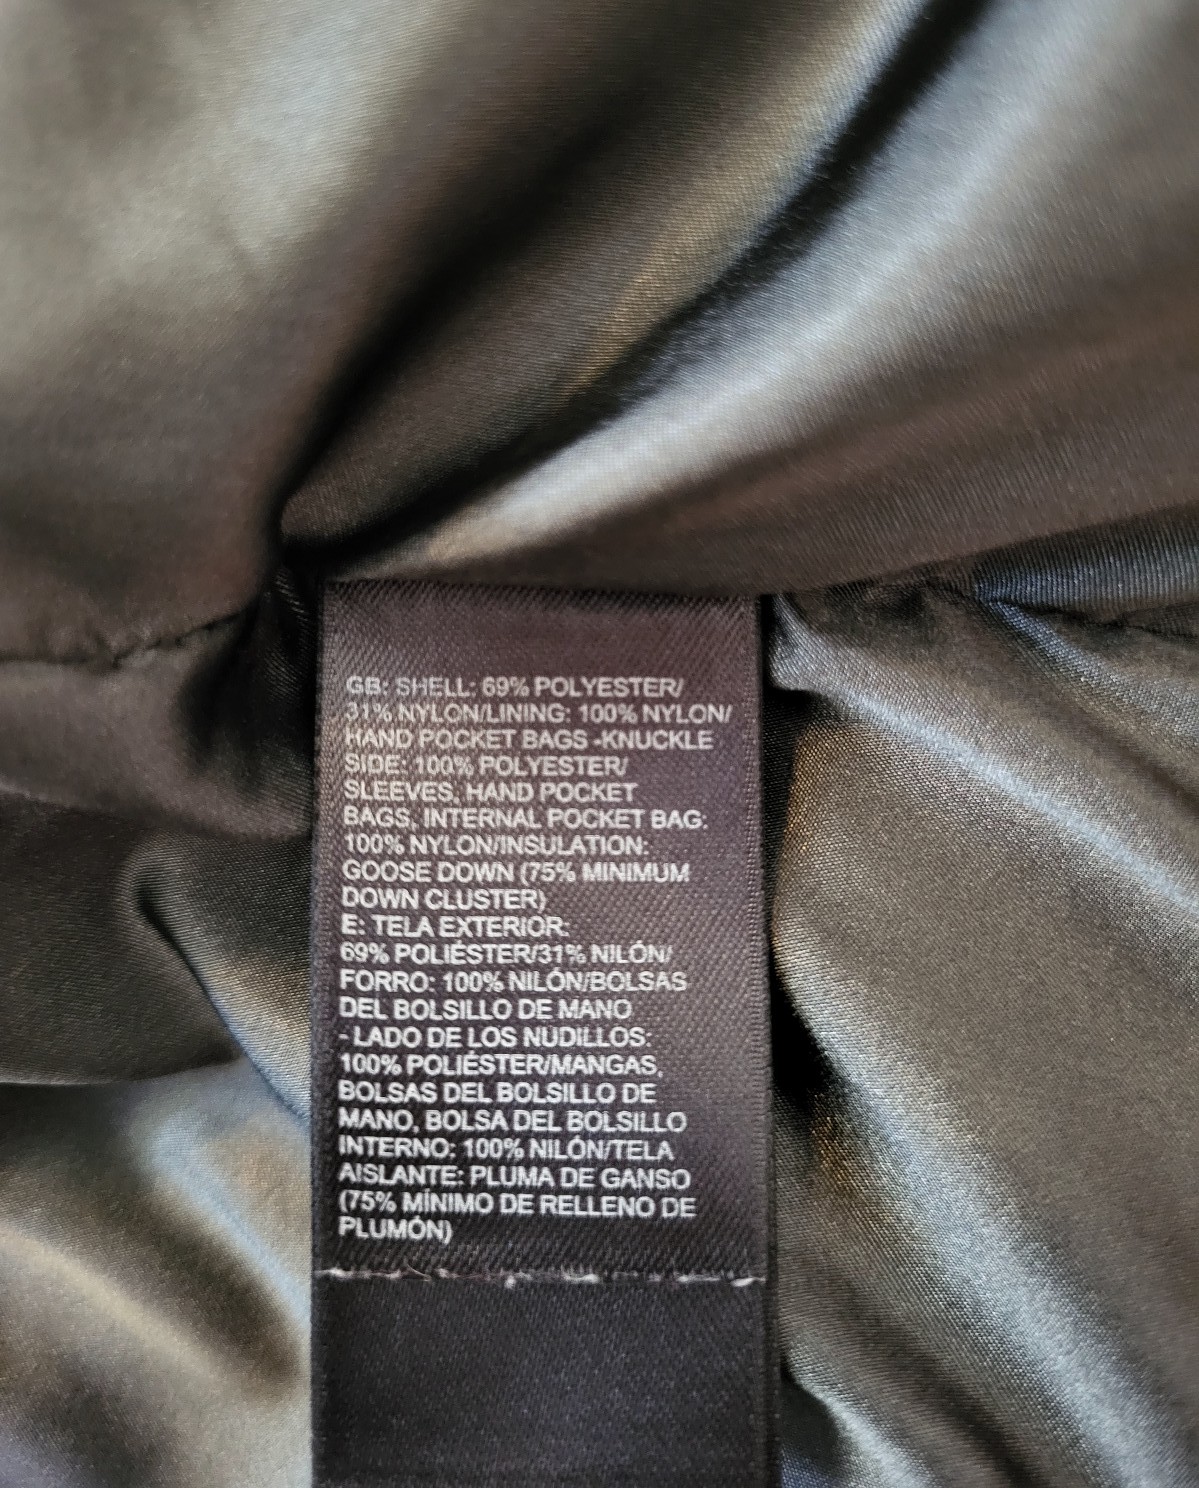 GB: SHELL: 69% POLYESTER/
31% NYLON/LINING: 100% NYLON/
HAND POCKET BAGS -KNUCKLE
SIDE: 100% POLYESTER/
SLEEVES, HAND POCKET
BAGS, INTERNAL POCKET BAG:
100% NYLON/INSULATION:
GOOSE DOWN (75% MINIMUM
DOWN CLUSTER)
E: TELA EXTERIOR:
69% POLIÉSTER/31% NILÓN/
FORRO: 100% NILÓN/BOLSAS
DEL BOLSILLO DE MANO
- LADO DE LOS NUDILLOS:
100% POLIÉSTER/MANGAS,
BOLSAS DEL BOLSILLO DE
MANO, BOLSA DEL BOLSILLO
INTERNO: 100% NILÓN/TELA
AISLANTE: PLUMA DE GANSO
(75% MÍNIMO DE RELLENO DE
PLUMÓN)